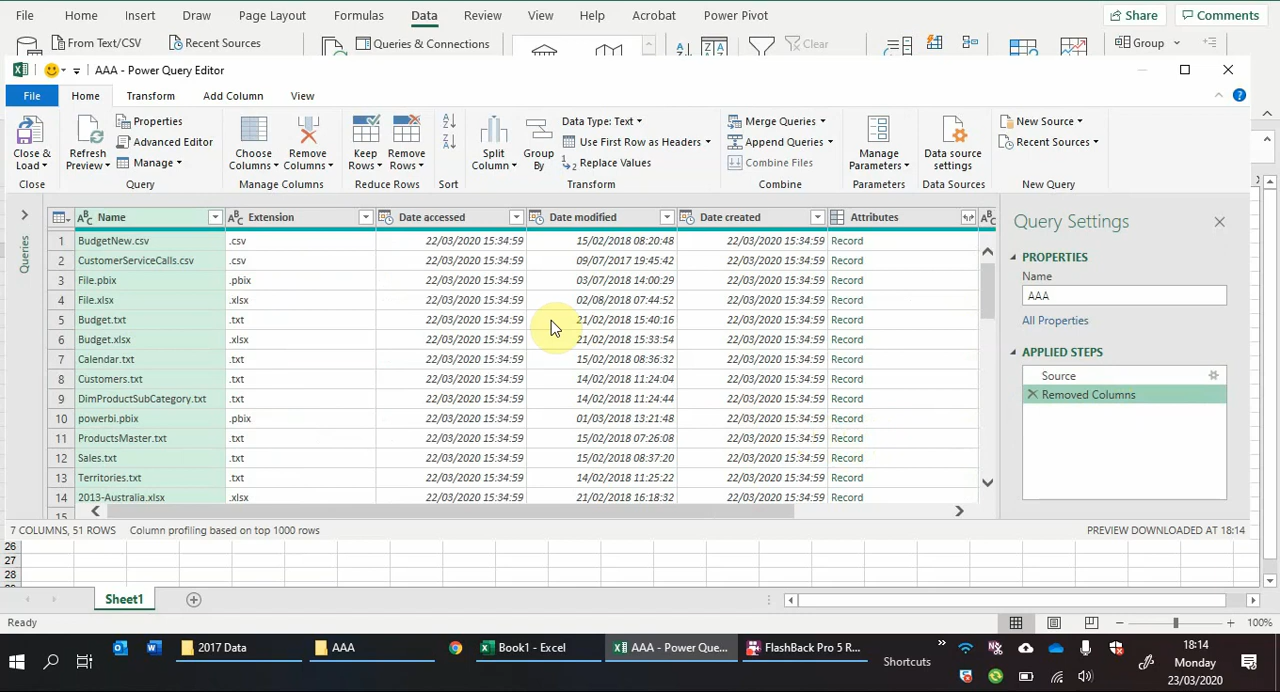 File Home Insert Draw Page Layout Formulas Data Review View Help Acrobat Power Pivot Share Comments
From Text/CSV Recent Sources Queries & Connections Clear Group
AAA - Power Query Editor
File Home Transform Add Column View
Close & Load Refresh Preview Properties Advanced Editor Manage Choose Columns Remove Columns Keep Rows Remove Rows Split Column Group By Data Type: Text Use First Row as Headers Replace Values Merge Queries Append Queries Combine Files Manage Parameters Data source settings New Source Recent Sources
Close Query Manage Columns Reduce Rows Sort Transform Combine Parameters Data Sources New Query
Queries
Name Extension Date accessed Date modified Date created Attributes
1 BudgetNew.csv .csv 22/03/2020 15:34:59 15/02/2018 08:20:48 22/03/2020 15:34:59 Record
2 CustomerServiceCalls.csv .csv 22/03/2020 15:34:59 09/07/2017 19:45:42 22/03/2020 15:34:59 Record
3 File.pbix .pbix 22/03/2020 15:34:59 03/07/2018 14:00:29 22/03/2020 15:34:59 Record
4 File.xlsx .xlsx 22/03/2020 15:34:59 02/08/2018 07:44:52 22/03/2020 15:34:59 Record
5 Budget.txt .txt 22/03/2020 15:34:59 21/02/2018 15:40:16 22/03/2020 15:34:59 Record
6 Budget.xlsx .xlsx 22/03/2020 15:34:59 21/02/2018 15:33:54 22/03/2020 15:34:59 Record
7 Calendar.txt .txt 22/03/2020 15:34:59 15/02/2018 08:36:32 22/03/2020 15:34:59 Record
8 Customers.txt .txt 22/03/2020 15:34:59 14/02/2018 11:24:04 22/03/2020 15:34:59 Record
9 DimProductSubCategory.txt .txt 22/03/2020 15:34:59 14/02/2018 11:24:44 22/03/2020 15:34:59 Record
10 powerbi.pbix .pbix 22/03/2020 15:34:59 01/03/2018 13:21:48 22/03/2020 15:34:59 Record
11 ProductsMaster.txt .txt 22/03/2020 15:34:59 15/02/2018 07:26:08 22/03/2020 15:34:59 Record
12 Sales.txt .txt 22/03/2020 15:34:59 15/02/2018 08:37:20 22/03/2020 15:34:59 Record
13 Territories.txt .txt 22/03/2020 15:34:59 14/02/2018 11:25:22 22/03/2020 15:34:59 Record
14 2013-Australia.xlsx .xlsx 22/03/2020 15:34:59 21/02/2018 16:18:32 22/03/2020 15:34:59 Record
15
Query Settings
PROPERTIES
Name
AAA
All Properties
APPLIED STEPS
Source
Removed Columns
7 COLUMNS, 51 ROWS Column profiling based on top 1000 rows PREVIEW DOWNLOADED AT 18:14
26
27
28
Sheet1
Ready 100%
2017 Data AAA Book1 - Excel AAA - Power Que... FlashBack Pro 5 R... Shortcuts
18:14
Monday
23/03/2020